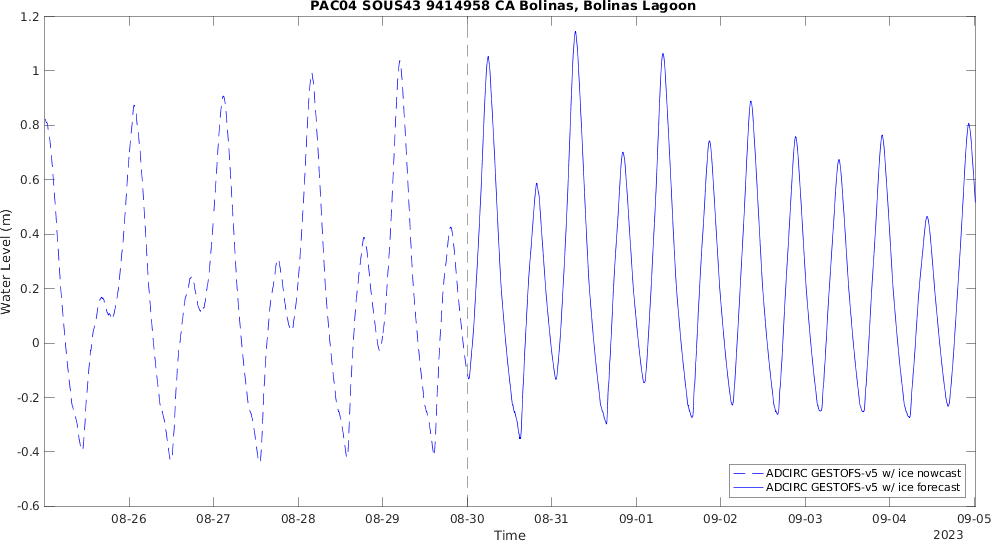 PAC04 SOUS43 9414958 CA Bolinas, Bolinas Lagoon
1.2
1
0.8
0.6
0.4
0.2
0
-0.2
-0.4
-0.6
Water Level (m)
ADCIRC GESTOFS-v5 w/ ice nowcast
ADCIRC GESTOFS-v5 w/ ice forecast
08-26 08-27 08-28 08-29 08-30 08-31 09-01 09-02 09-03 09-04 09-05
Time
2023